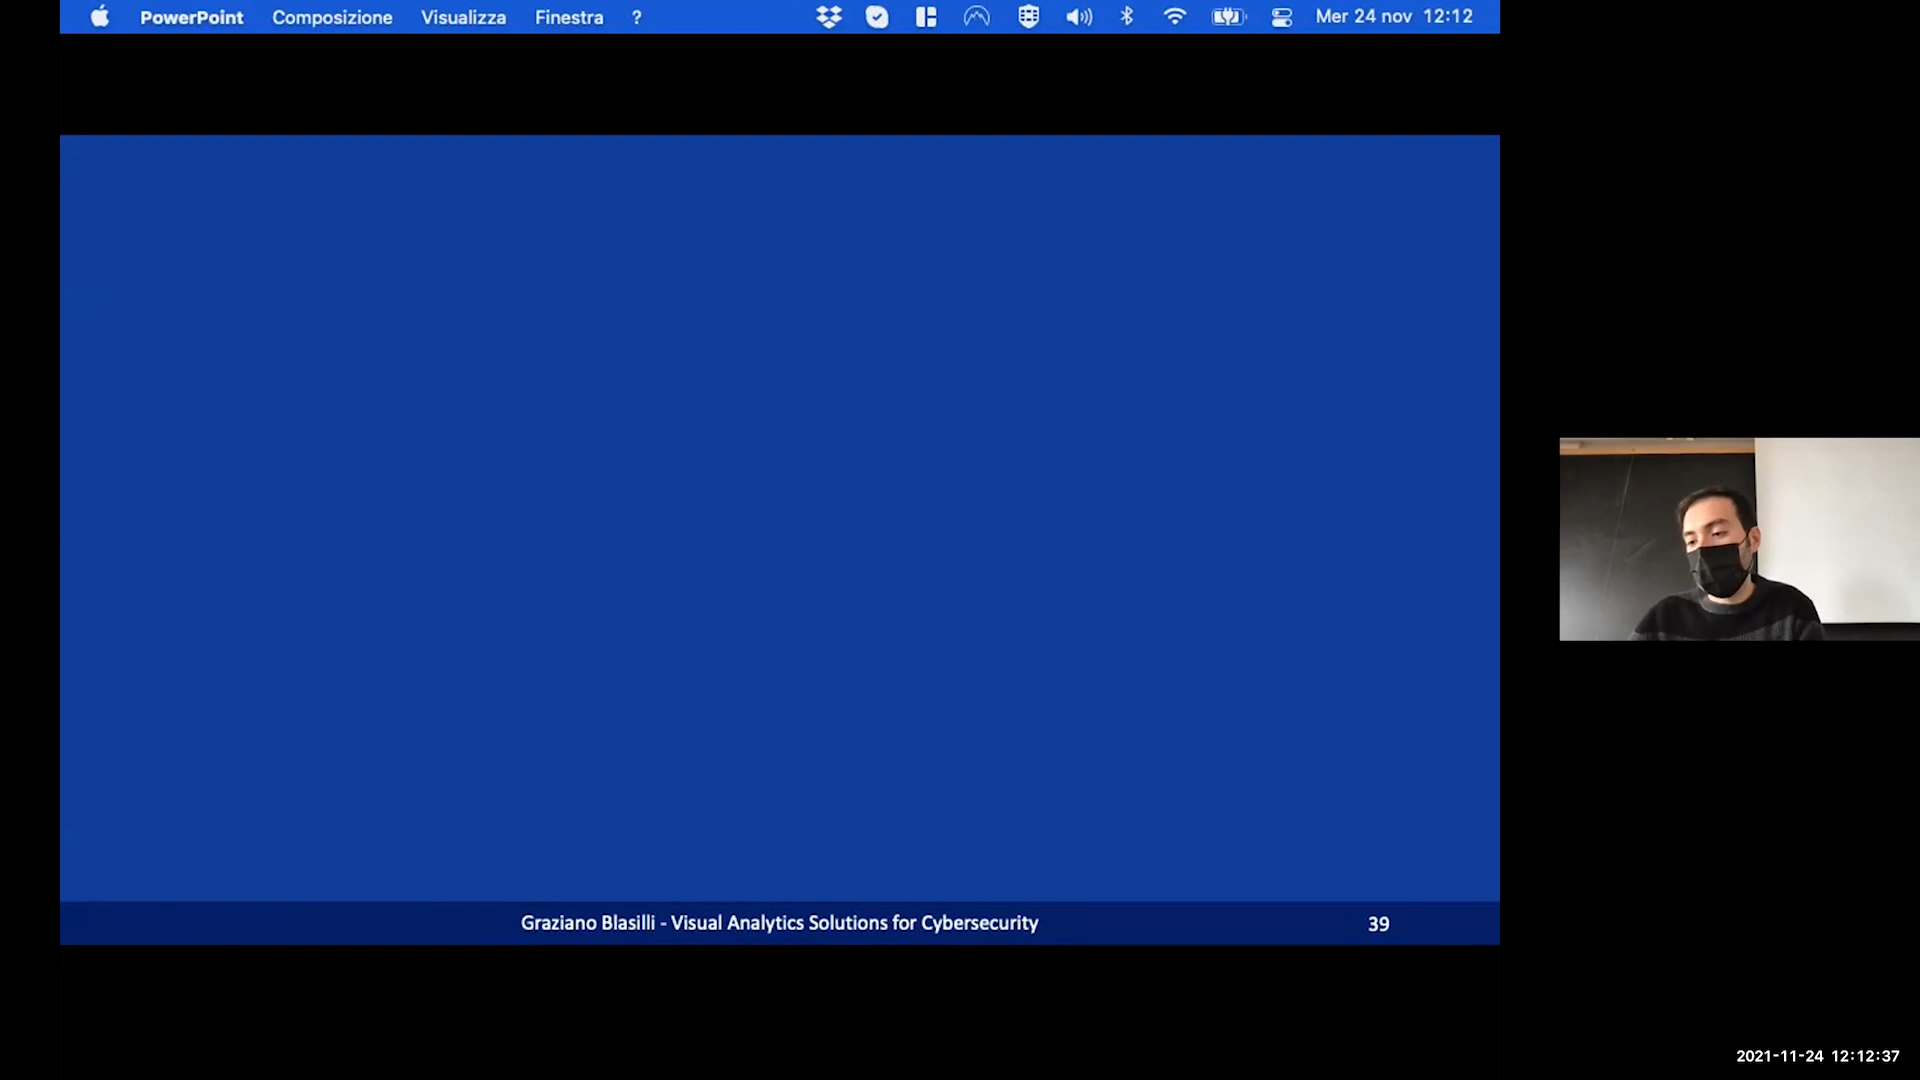 PowerPoint Composizione Visualizza Finestra ? Mer 24 nov 12:12
Graziano Blasilli - Visual Analytics Solutions for Cybersecurity 39
2021-11-24 12:12:37